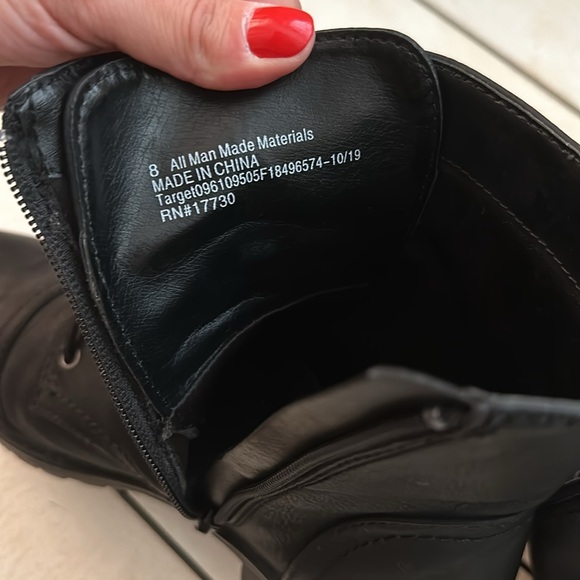 8 All Man Made Materials
MADE IN CHINA
Target096109505F18496574-10/19
RN#17730